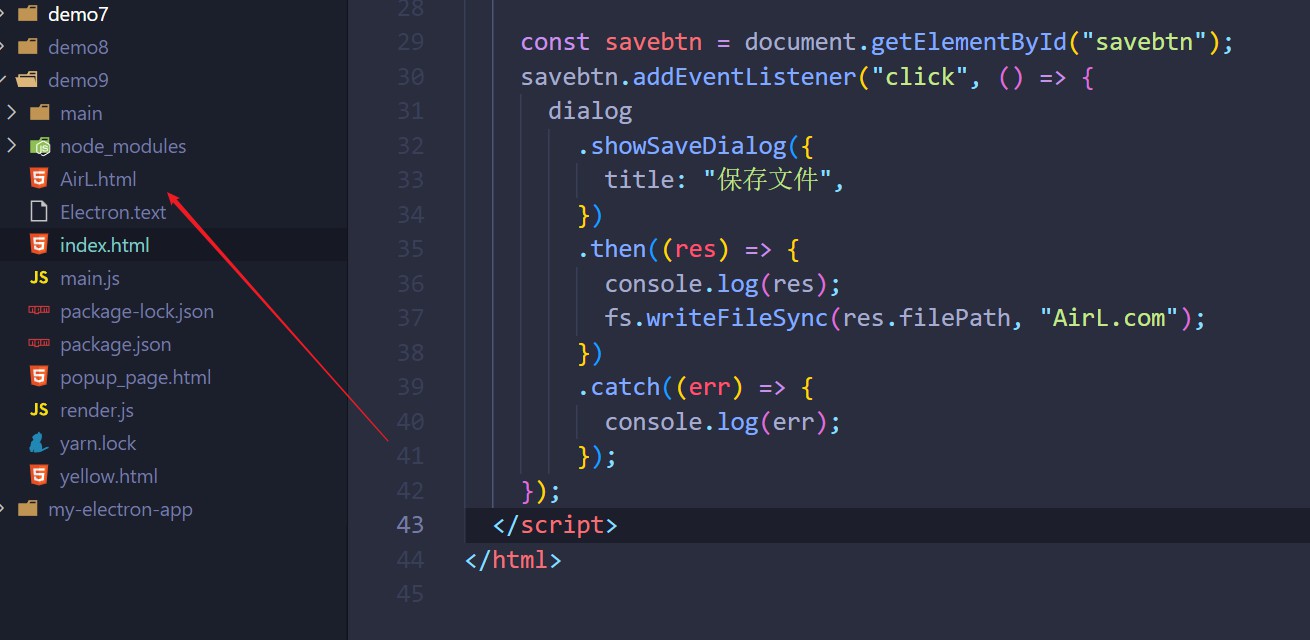 demo7
demo8
demo9
main
node_modules
AirL.html
Electron.text
index.html
main.js
package-lock.json
package.json
popup_page.html
render.js
yarn.lock
yellow.html
my-electron-app
28
29 const savebtn = document.getElementById("savebtn");
30 savebtn.addEventListener("click", () => {
31 dialog
32 .showSaveDialog({
33 title: "保存文件",
34 })
35 .then((res) => {
36 console.log(res);
37 fs.writeFileSync(res.filePath, "AirL.com");
38 })
39 .catch((err) => {
40 console.log(err);
41 });
42 });
43 </script>
44 </html>
45